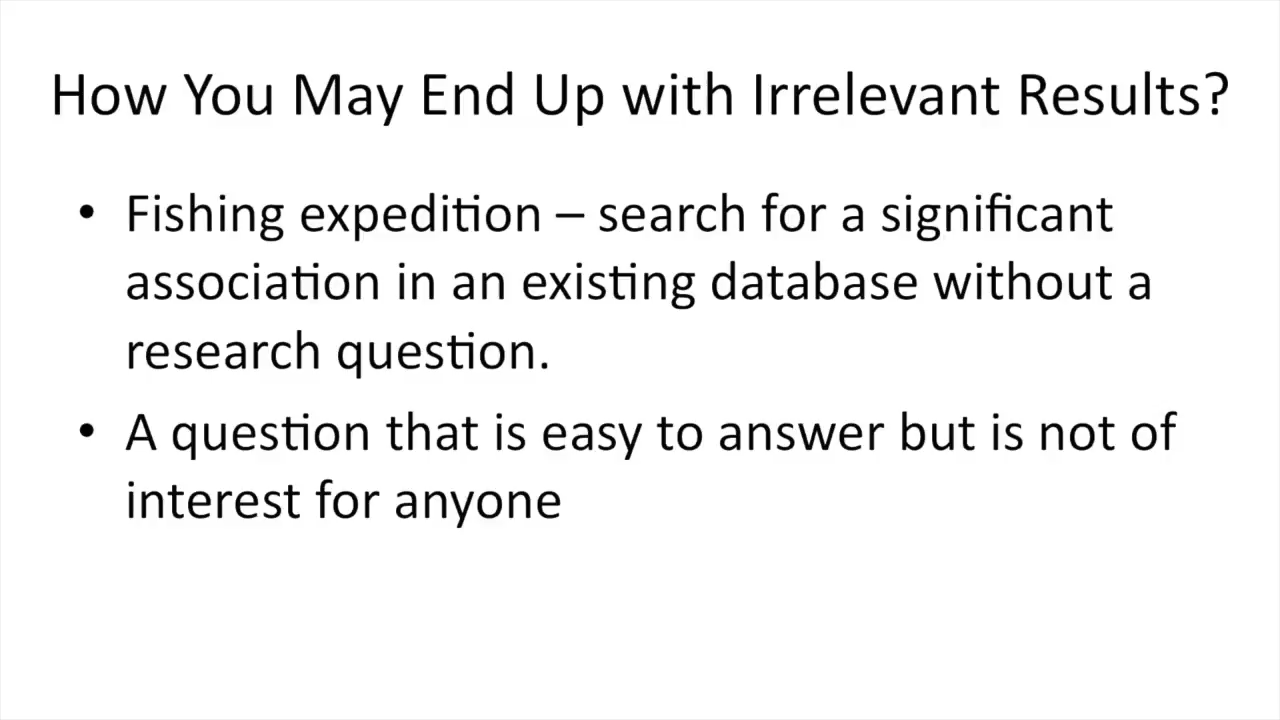 How You May End Up with Irrelevant Results?
• Fishing expedition – search for a significant
association in an existing database without a
research question.
• A question that is easy to answer but is not of
interest for anyone